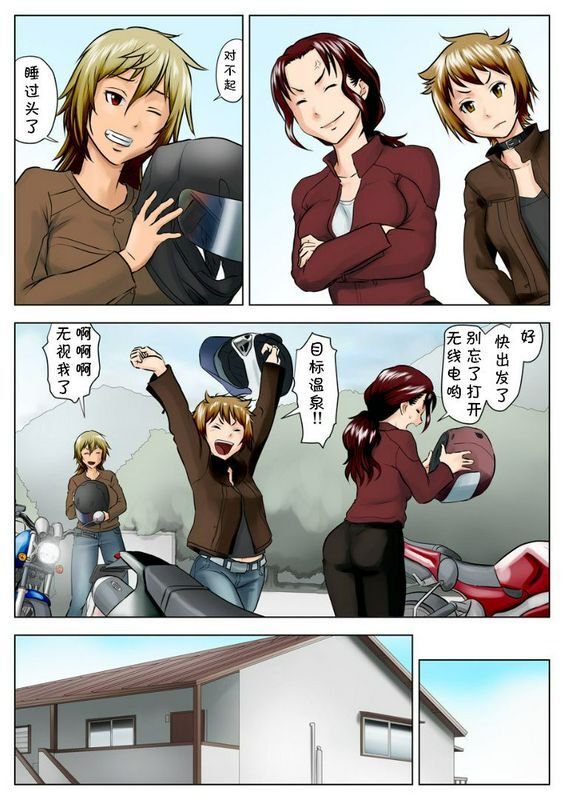 对不起
睡过头了
好
快出发了
别忘了打开
无线电哟
目标温泉!!
啊啊啊
无视我了